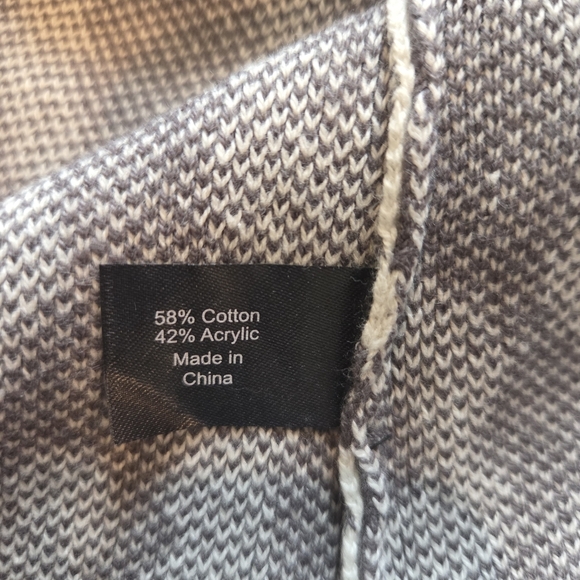 58% Cotton
42% Acrylic
Made in
China